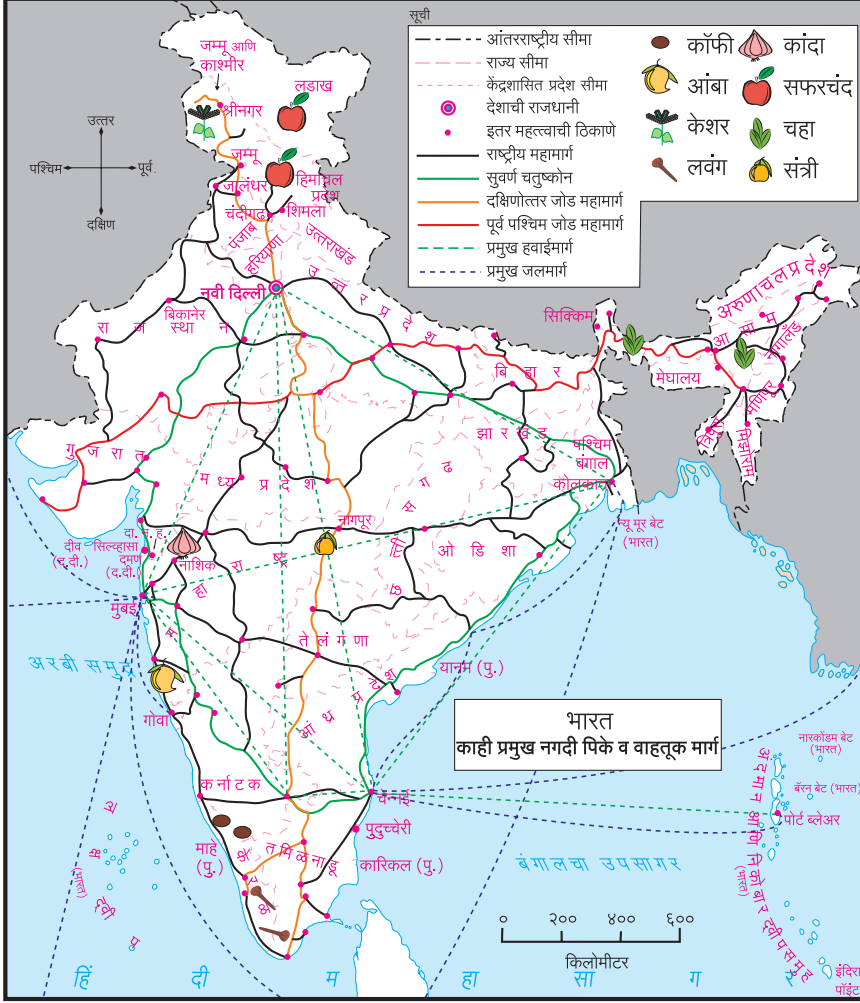 सूची
आंतरराष्ट्रीय सीमा
राज्य सीमा
केंद्रशासित प्रदेश सीमा
देशाची राजधानी
इतर महत्त्वाची ठिकाणे
राष्ट्रीय महामार्ग
सुवर्ण चतुष्कोन
दक्षिणोत्तर जोड महामार्ग
पूर्व पश्चिम जोड महामार्ग
प्रमुख हवाईमार्ग
प्रमुख जलमार्ग
कॉफी
कांदा
आंबा
सफरचंद
केशर
चहा
लवंग
संत्री
उत्तर
पश्चिम
पूर्व.
दक्षिण
जम्मू आणि
काश्मीर
लडाख
श्रीनगर
जम्मू
हिमाचल
प्रदेश
जालंधर
चंदीगढ
शिमला
पंजाब
हरियाणा
उत्तराखंड
नवी दिल्ली
उत्तर प्रदेश
बिकानेर
राजस्थान
सिक्किम
अरुणाचल प्रदेश
आसाम
नागालँड
मेघालय
मणिपूर
त्रिपुरा
मिझोराम
बिहार
झारखंड
पश्चिम
बंगाल
कोलकाता
गुजरात
मध्य प्रदेश
छत्तीसगढ
नागपूर
न्यू मूर बेट
(भारत)
ओडिशा
दा. न. ह.
दीव
(द.दी.)
सिल्व्हासा
दमण
(द.दी.)
नाशिक
महाराष्ट्र
मुंबई
तेलंगणा
यानम (पु.)
अरबी समुद्र
आंध्र प्रदेश
गोवा
भारत
काही प्रमुख नगदी पिके व वाहतूक मार्ग
नारकोंडम बेट
(भारत)
बॅरन बेट (भारत)
पोर्ट ब्लेअर
अंदमान आणि निकोबार द्वीपसमूह
(भारत)
कर्नाटक
चेन्नई
पुदुच्चेरी
माहे
(पु.)
केरळ
तमिळनाडू
कारिकल (पु.)
बंगालचा उपसागर
लक्षद्वीप
(भारत)
० २०० ४०० ६००
किलोमीटर
हिंदी महासागर
इंदिरा
पॉइंट